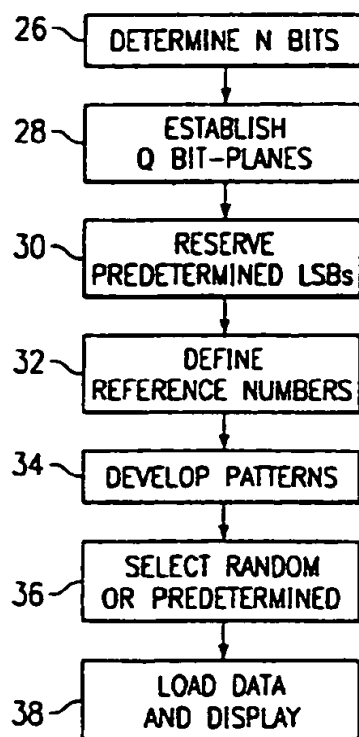 26 DETERMINE N BITS
28 ESTABLISH
Q BIT-PLANES
30 RESERVE
PREDETERMINED LSBs
32 DEFINE
REFERENCE NUMBERS
34 DEVELOP PATTERNS
36 SELECT RANDOM
OR PREDETERMINED
38 LOAD DATA
AND DISPLAY